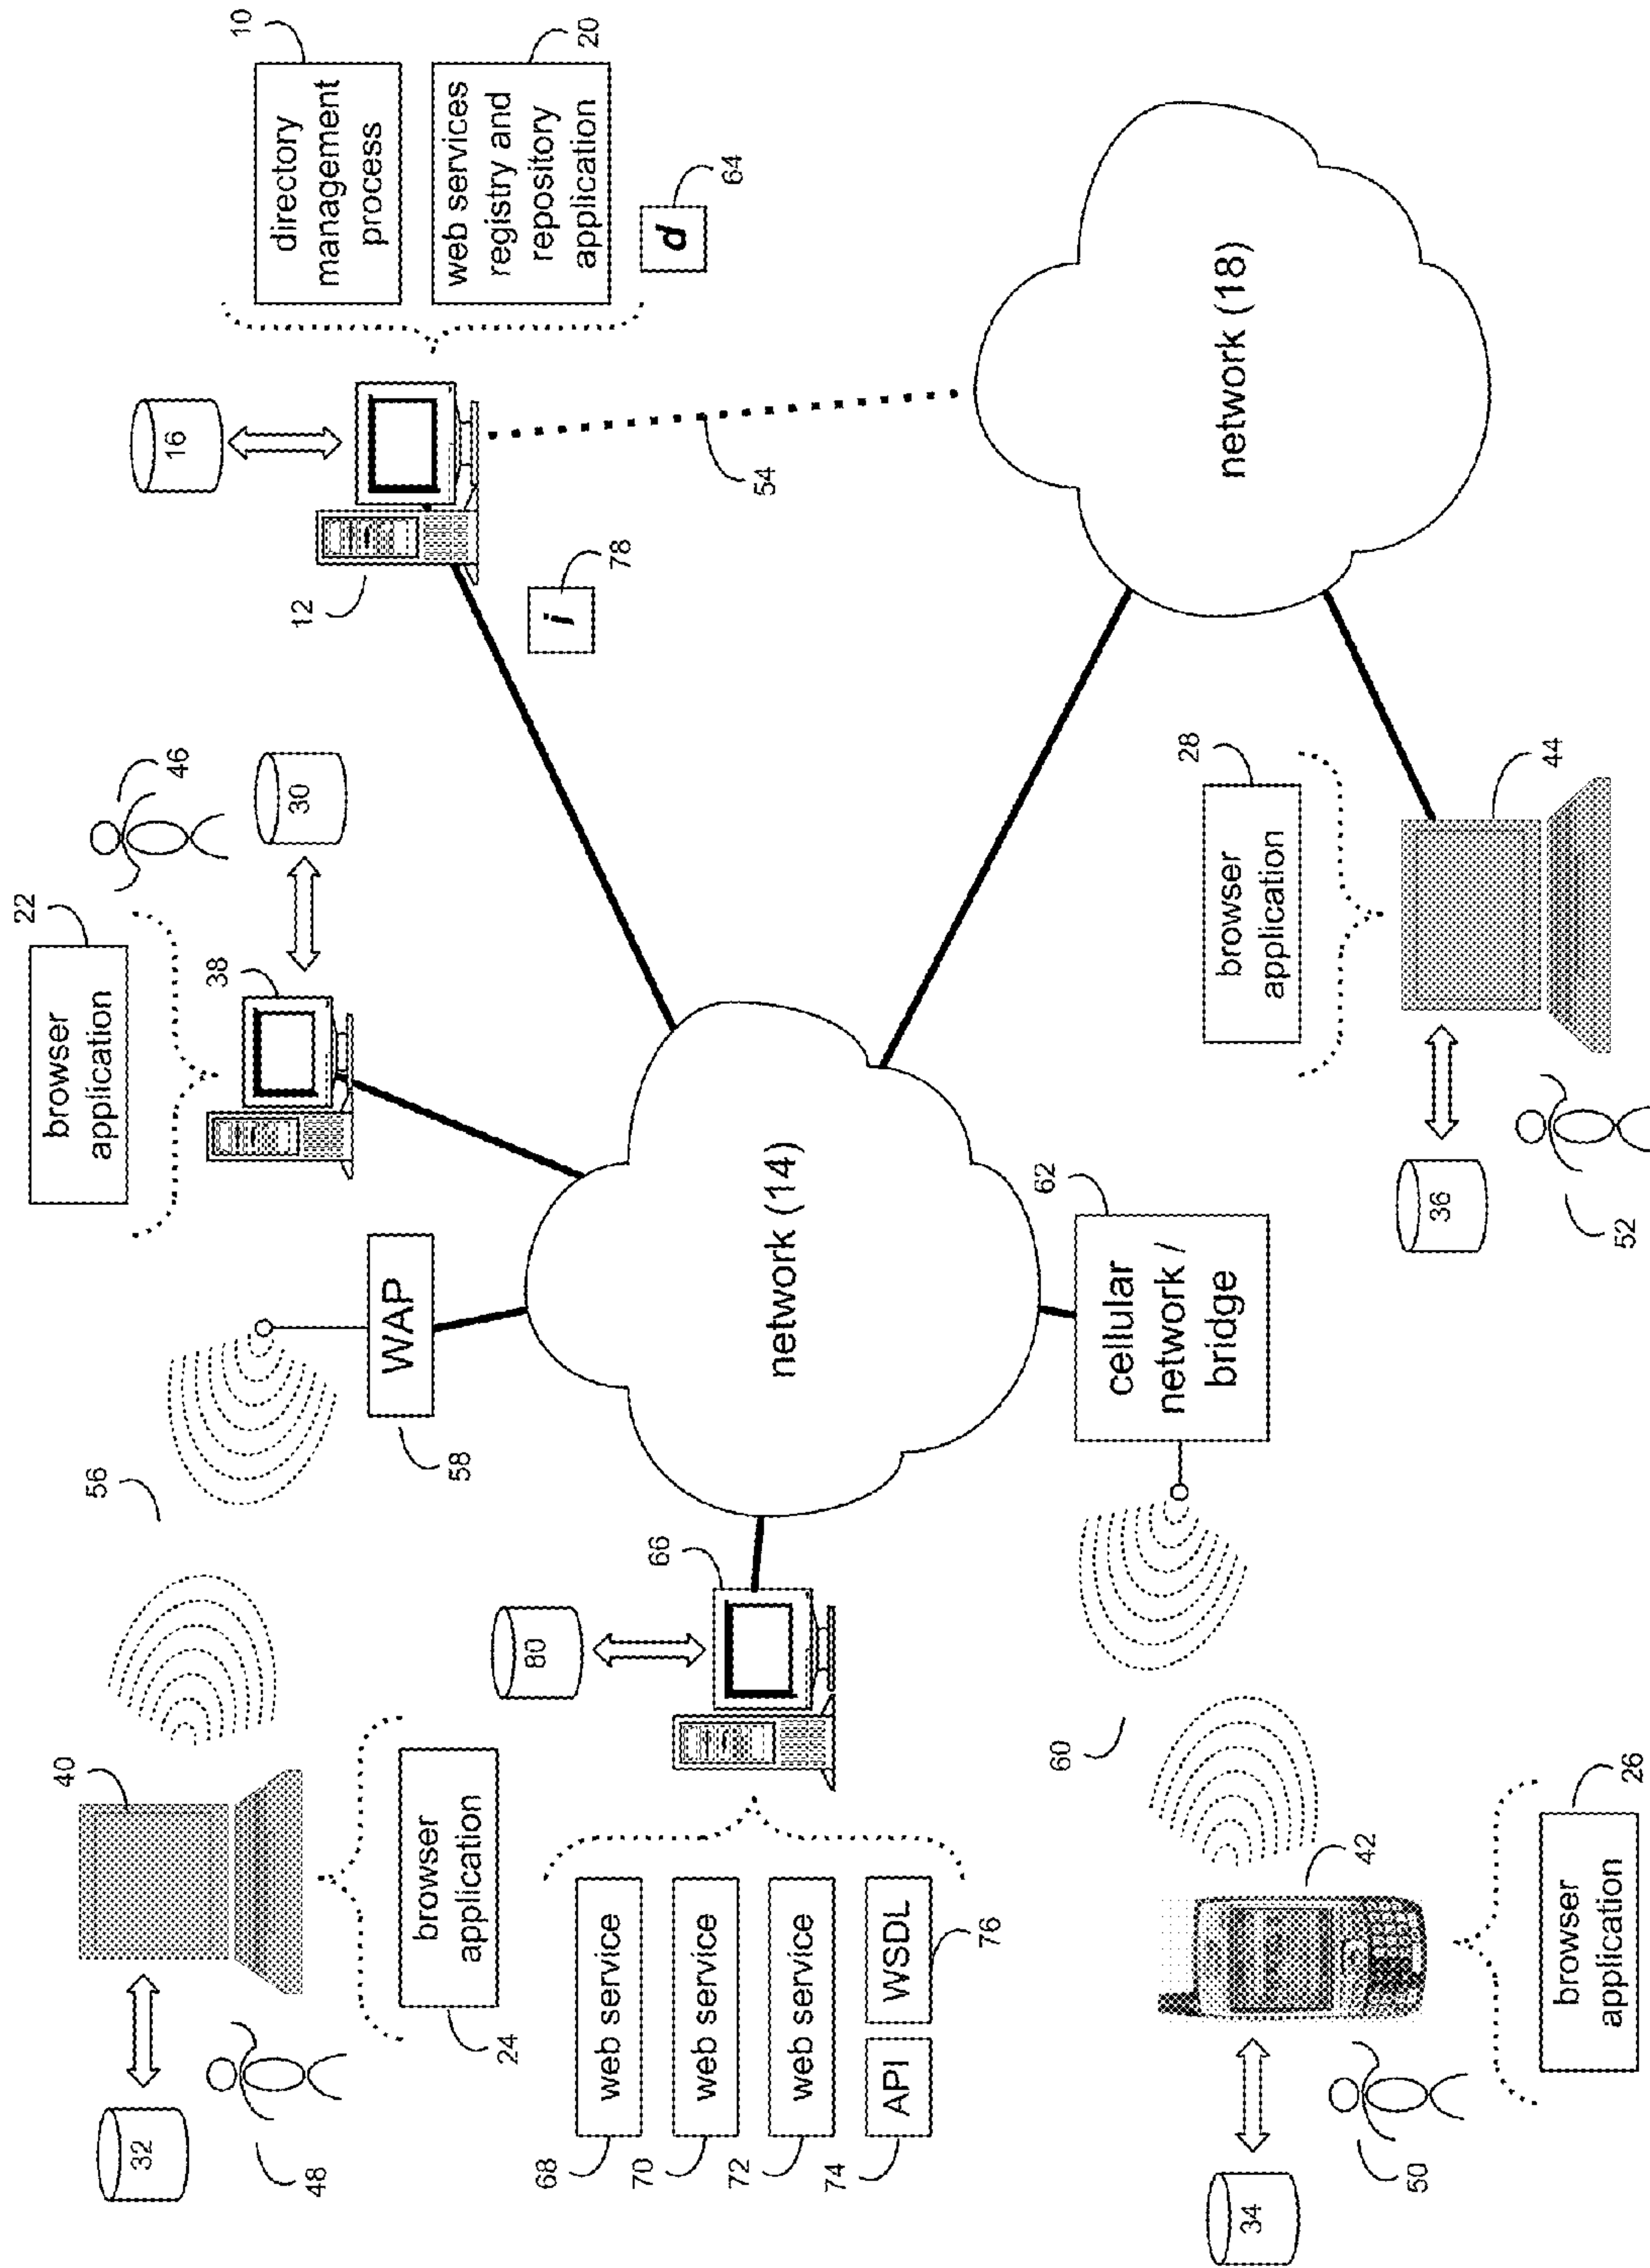 22
browser
application
40
56
32
46
16
38
10
directory
management
process
30
48
58
WAP
12
browser
application
24
web services
registry and
repository
application
20
80
i
78
68
web service
66
d
64
70
web service
72
web service
54
network (14)
74
API
WSDL
76
60
62
cellular
network /
bridge
28
browser
application
network (18)
34
42
50
36
44
browser
application
26
52